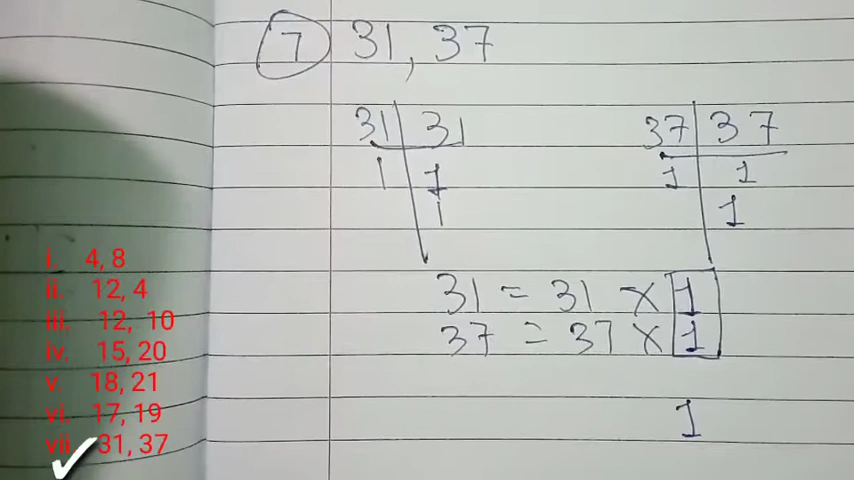 7 31, 37
31 31 37 37
1 1 1 1
1 1
31 = 31 × 1
37 = 37 × 1
1
i. 4, 8
ii. 12, 4
iii. 12, 10
iv. 15, 20
v. 18, 21
vi. 17, 19
vii 31, 37